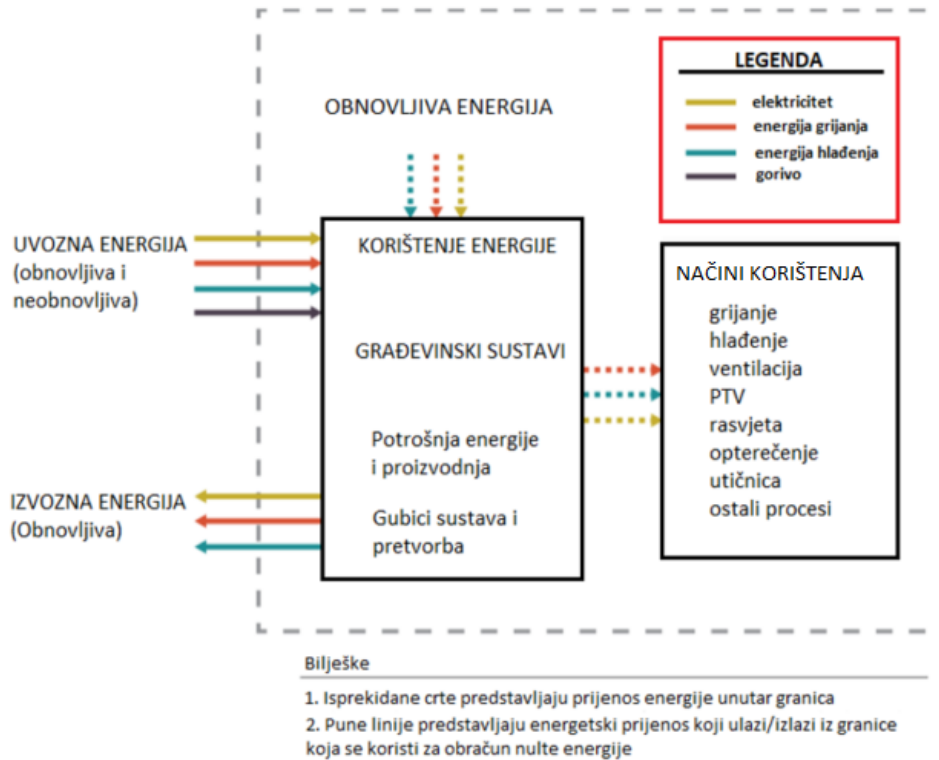 LEGENDA
elektricitet
energija grijanja
energija hlađenja
gorivo
OBNOVLJIVA ENERGIJA
UVOZNA ENERGIJA
(obnovljiva i
neobnovljiva)
KORIŠTENJE ENERGIJE
GRAĐEVINSKI SUSTAVI
Potrošnja energije
i proizvodnja
Gubici sustava i
pretvorba
NAČINI KORIŠTENJA
grijanje
hlađenje
ventilacija
PTV
rasvjeta
opterečenje
utičnica
ostali procesi
IZVOZNA ENERGIJA
(Obnovljiva)
Bilješke
1. Isprekidane crte predstavljaju prijenos energije unutar granica
2. Pune linije predstavljaju energetski prijenos koji ulazi/izlazi iz granice
koja se koristi za obračun nulte energije